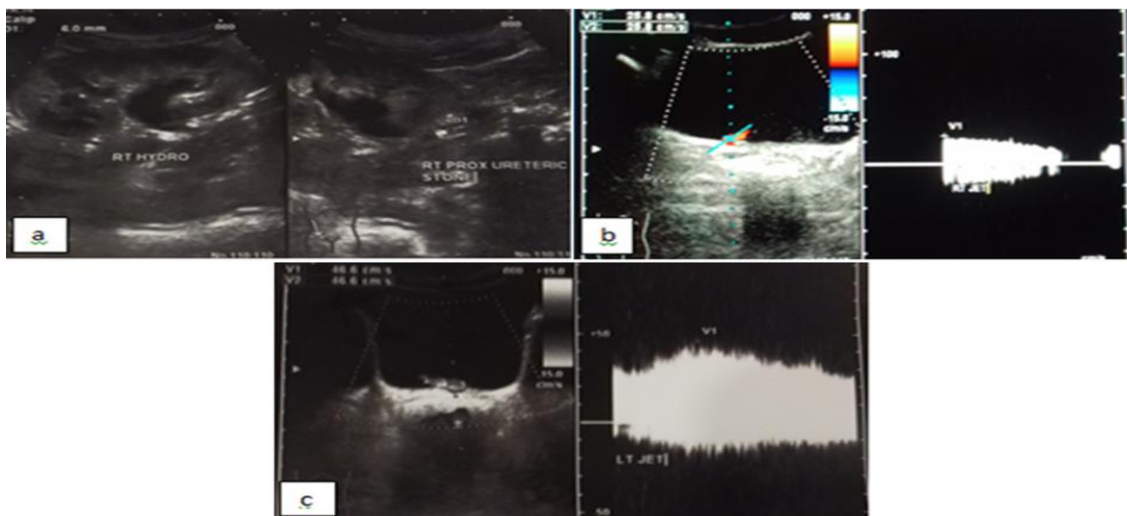 Calip
D1: 6.0 mm
000
000
RT HYDRO
RT PROX URETERIC
STONE
a
V1: 28.8 cm/s
V2: 28.8 cm/s
000
+15.0
-15.0
cm/s
+100
V1
b
V1 46.6 cm/s
V2: 46.6 cm/s
000
+15.0
15.0
cm/s
+50
V1
LT JET
50
c